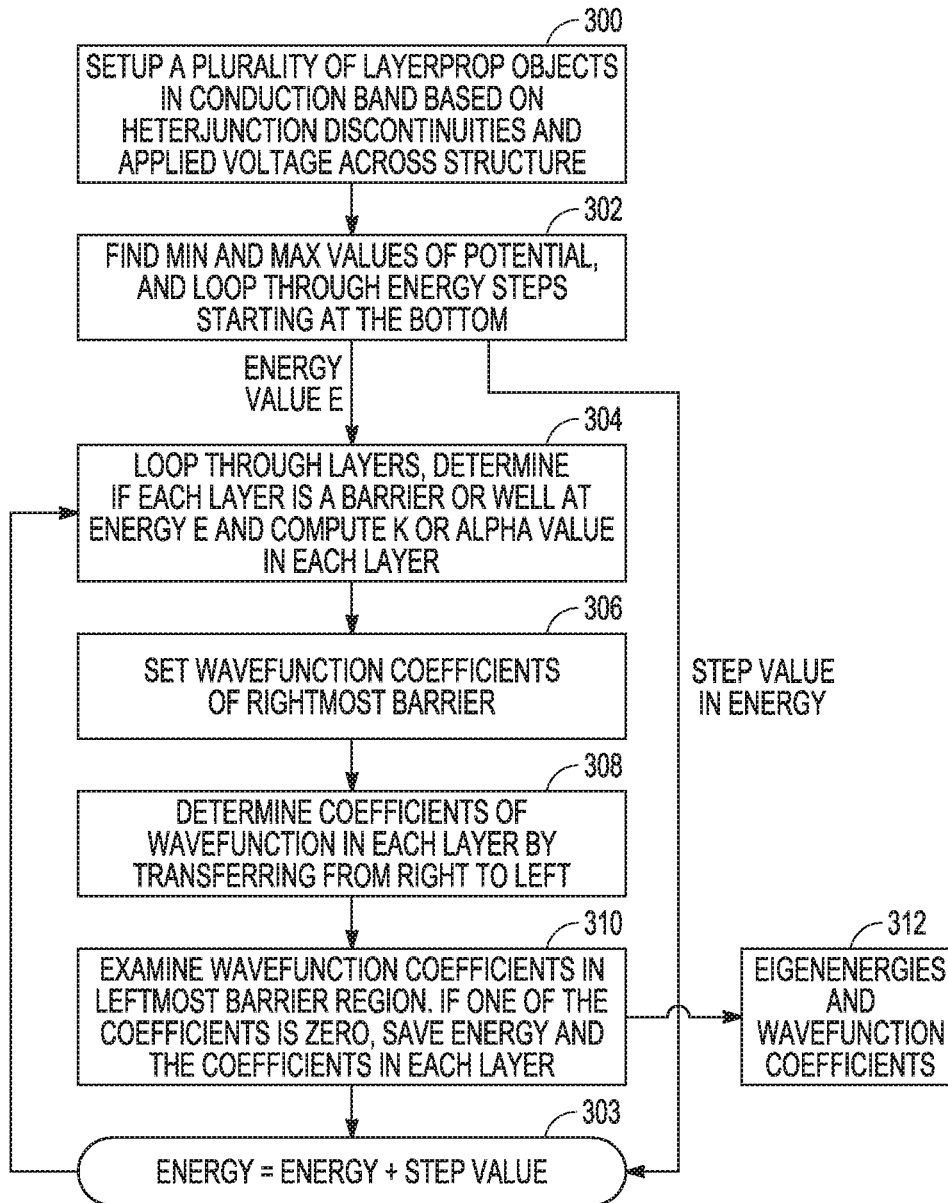 300
SETUP A PLURALITY OF LAYERPROP OBJECTS
IN CONDUCTION BAND BASED ON
HETERJUNCTION DISCONTINUITIES AND
APPLIED VOLTAGE ACROSS STRUCTURE
302
FIND MIN AND MAX VALUES OF POTENTIAL,
AND LOOP THROUGH ENERGY STEPS
STARTING AT THE BOTTOM
ENERGY
VALUE E
304
LOOP THROUGH LAYERS, DETERMINE
IF EACH LAYER IS A BARRIER OR WELL AT
ENERGY E AND COMPUTE K OR ALPHA VALUE
IN EACH LAYER
306
SET WAVEFUNCTION COEFFICIENTS
OF RIGHTMOST BARRIER
STEP VALUE
IN ENERGY
308
DETERMINE COEFFICIENTS OF
WAVEFUNCTION IN EACH LAYER BY
TRANSFERRING FROM RIGHT TO LEFT
310
EXAMINE WAVEFUNCTION COEFFICIENTS IN
LEFTMOST BARRIER REGION. IF ONE OF THE
COEFFICIENTS IS ZERO, SAVE ENERGY AND
THE COEFFICIENTS IN EACH LAYER
312
EIGENENERGIES
AND
WAVEFUNCTION
COEFFICIENTS
303
ENERGY = ENERGY + STEP VALUE